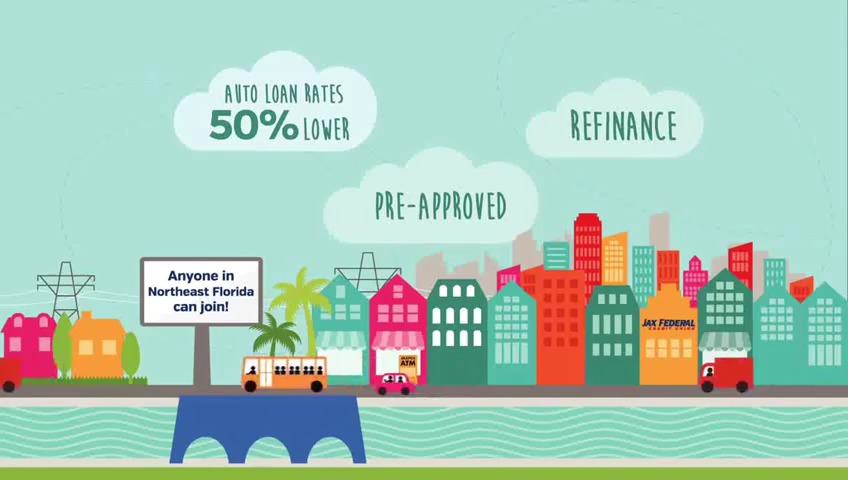 AUTO LOAN RATES
50% LOWER
REFINANCE
PRE-APPROVED
Anyone in
Northeast Florida
can join!
JAX FEDERAL
CREDIT UNION
ATM